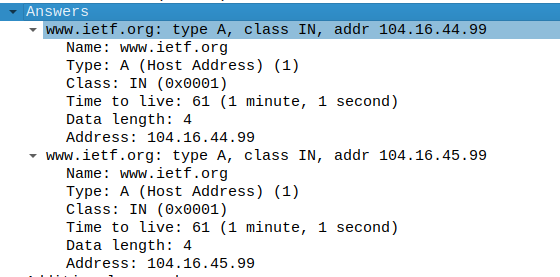 Answers
www.ietf.org: type A, class IN, addr 104.16.44.99
Name: www.ietf.org
Type: A (Host Address) (1)
Class: IN (0x0001)
Time to live: 61 (1 minute, 1 second)
Data length: 4
Address: 104.16.44.99
www.ietf.org: type A, class IN, addr 104.16.45.99
Name: www.ietf.org
Type: A (Host Address) (1)
Class: IN (0x0001)
Time to live: 61 (1 minute, 1 second)
Data length: 4
Address: 104.16.45.99